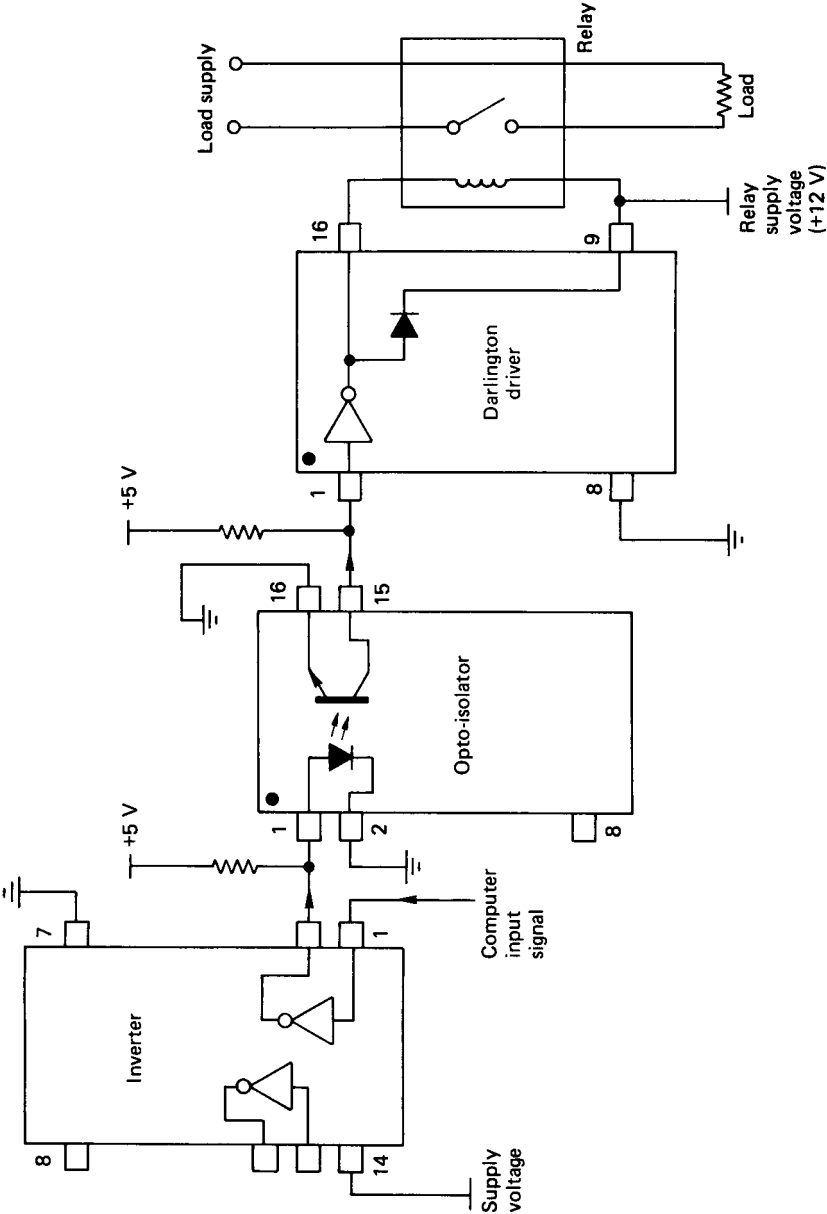 8
7
Inverter
14
1
Supply
voltage
Computer
input
signal
+5 V
1
16
2
15
Opto-isolator
8
+5 V
1
16
Darlington
driver
8
9
Load supply
Relay
Load
Relay
supply
voltage
(+12 V)